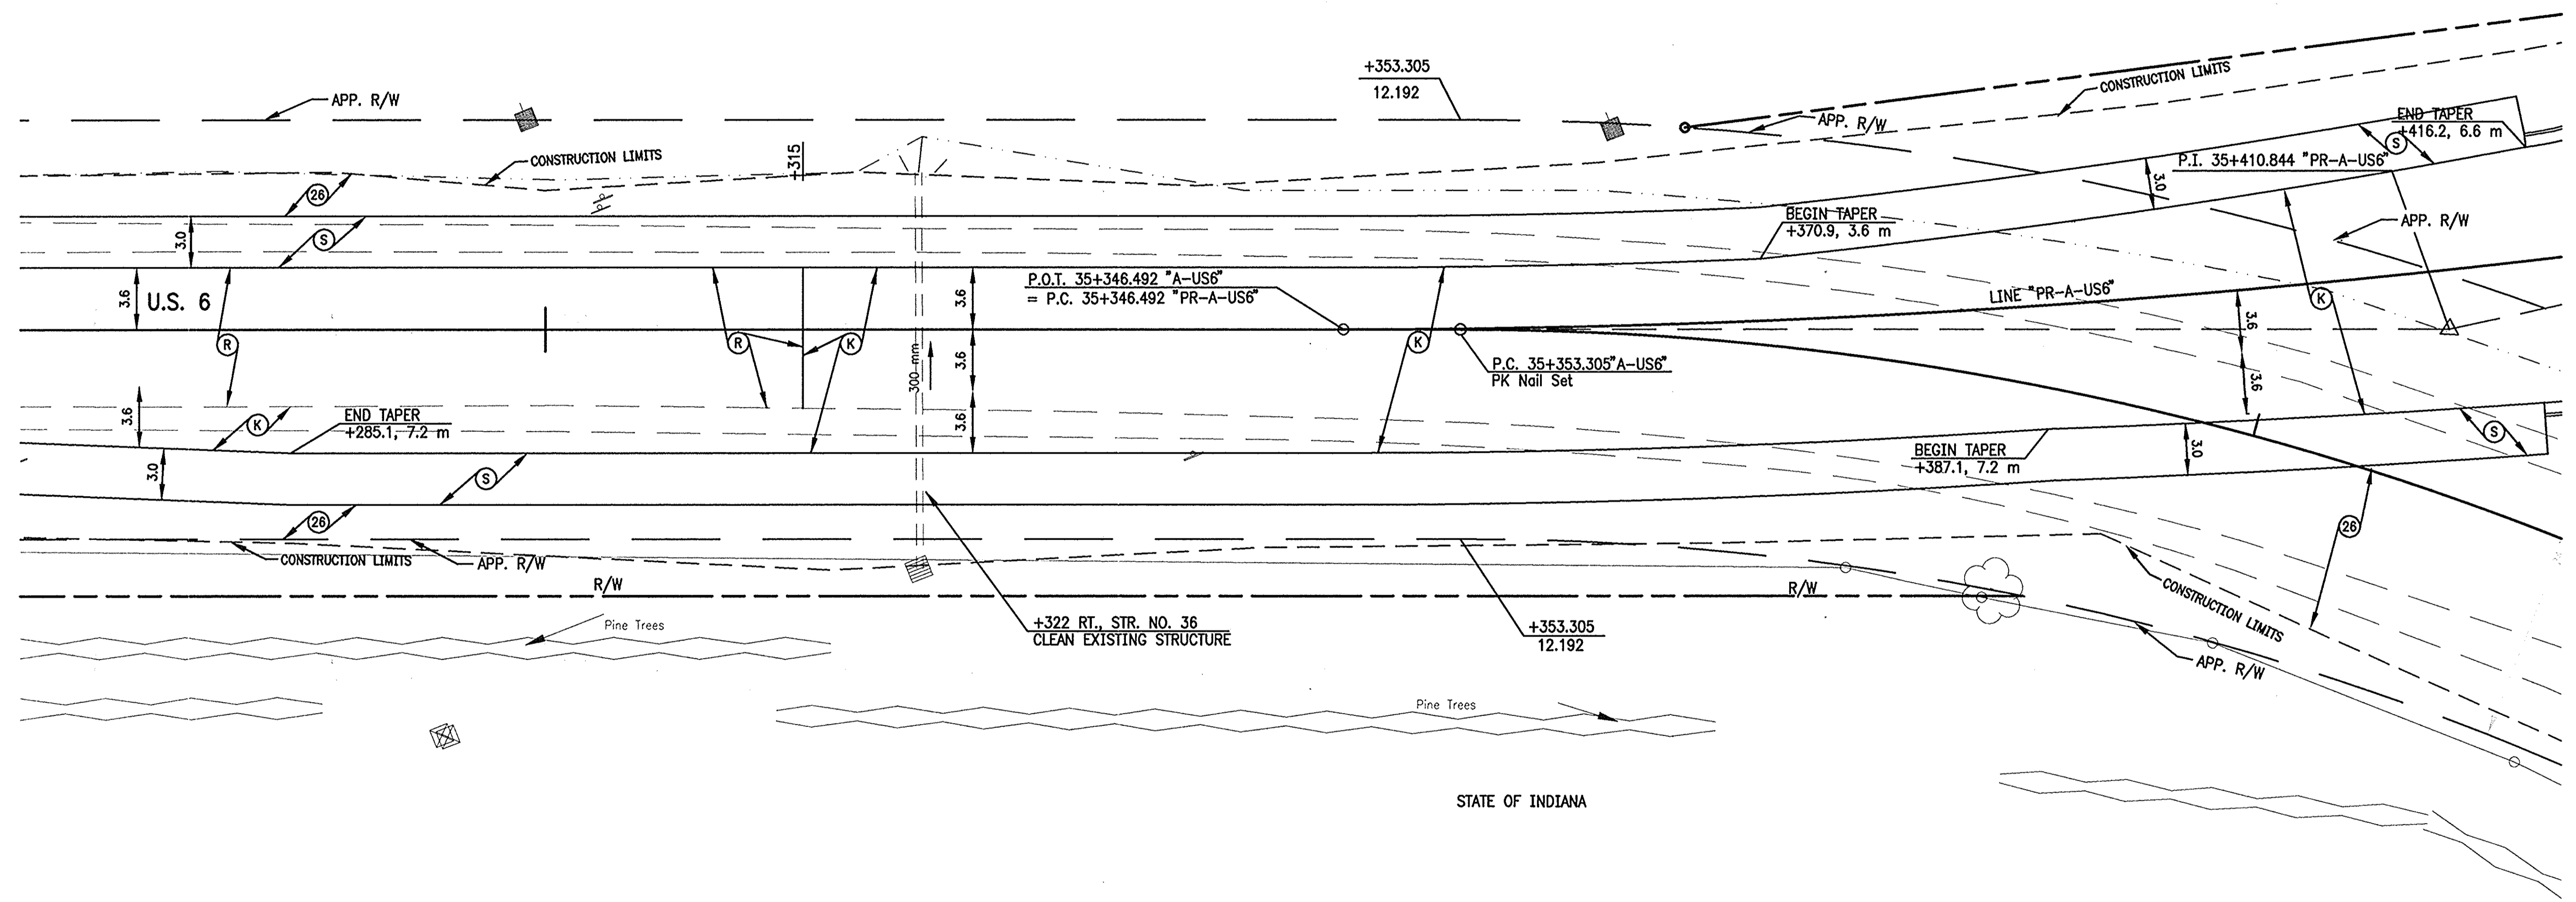 +353.305
12.192
APP. R/W
CONSTRUCTION LIMITS
+315
CONSTRUCTION LIMITS
APP. R/W
END TAPER
+416.2, 6.6 m
S
P.I. 35+410.844 "PR-A-US6"
3.0
26
S
3.0
BEGIN TAPER
+370.9, 3.6 m
APP. R/W
3.6
U.S. 6
3.6
P.O.T. 35+346.492 "A-US6"
= P.C. 35+346.492 "PR-A-US6"
LINE "PR-A-US6"
K
3.6
R
R
K
K
300 mm
3.6
P.C. 35+353.305"A-US6"
PK Nail Set
3.6
3.6
K
END TAPER
+285.1, 7.2 m
3.6
S
3.0
S
BEGIN TAPER
+387.1, 7.2 m
3.0
26
26
CONSTRUCTION LIMITS
APP. R/W
R/W
R/W
CONSTRUCTION LIMITS
APP. R/W
Pine Trees
+322 RT., STR. NO. 36
CLEAN EXISTING STRUCTURE
+353.305
12.192
Pine Trees
STATE OF INDIANA